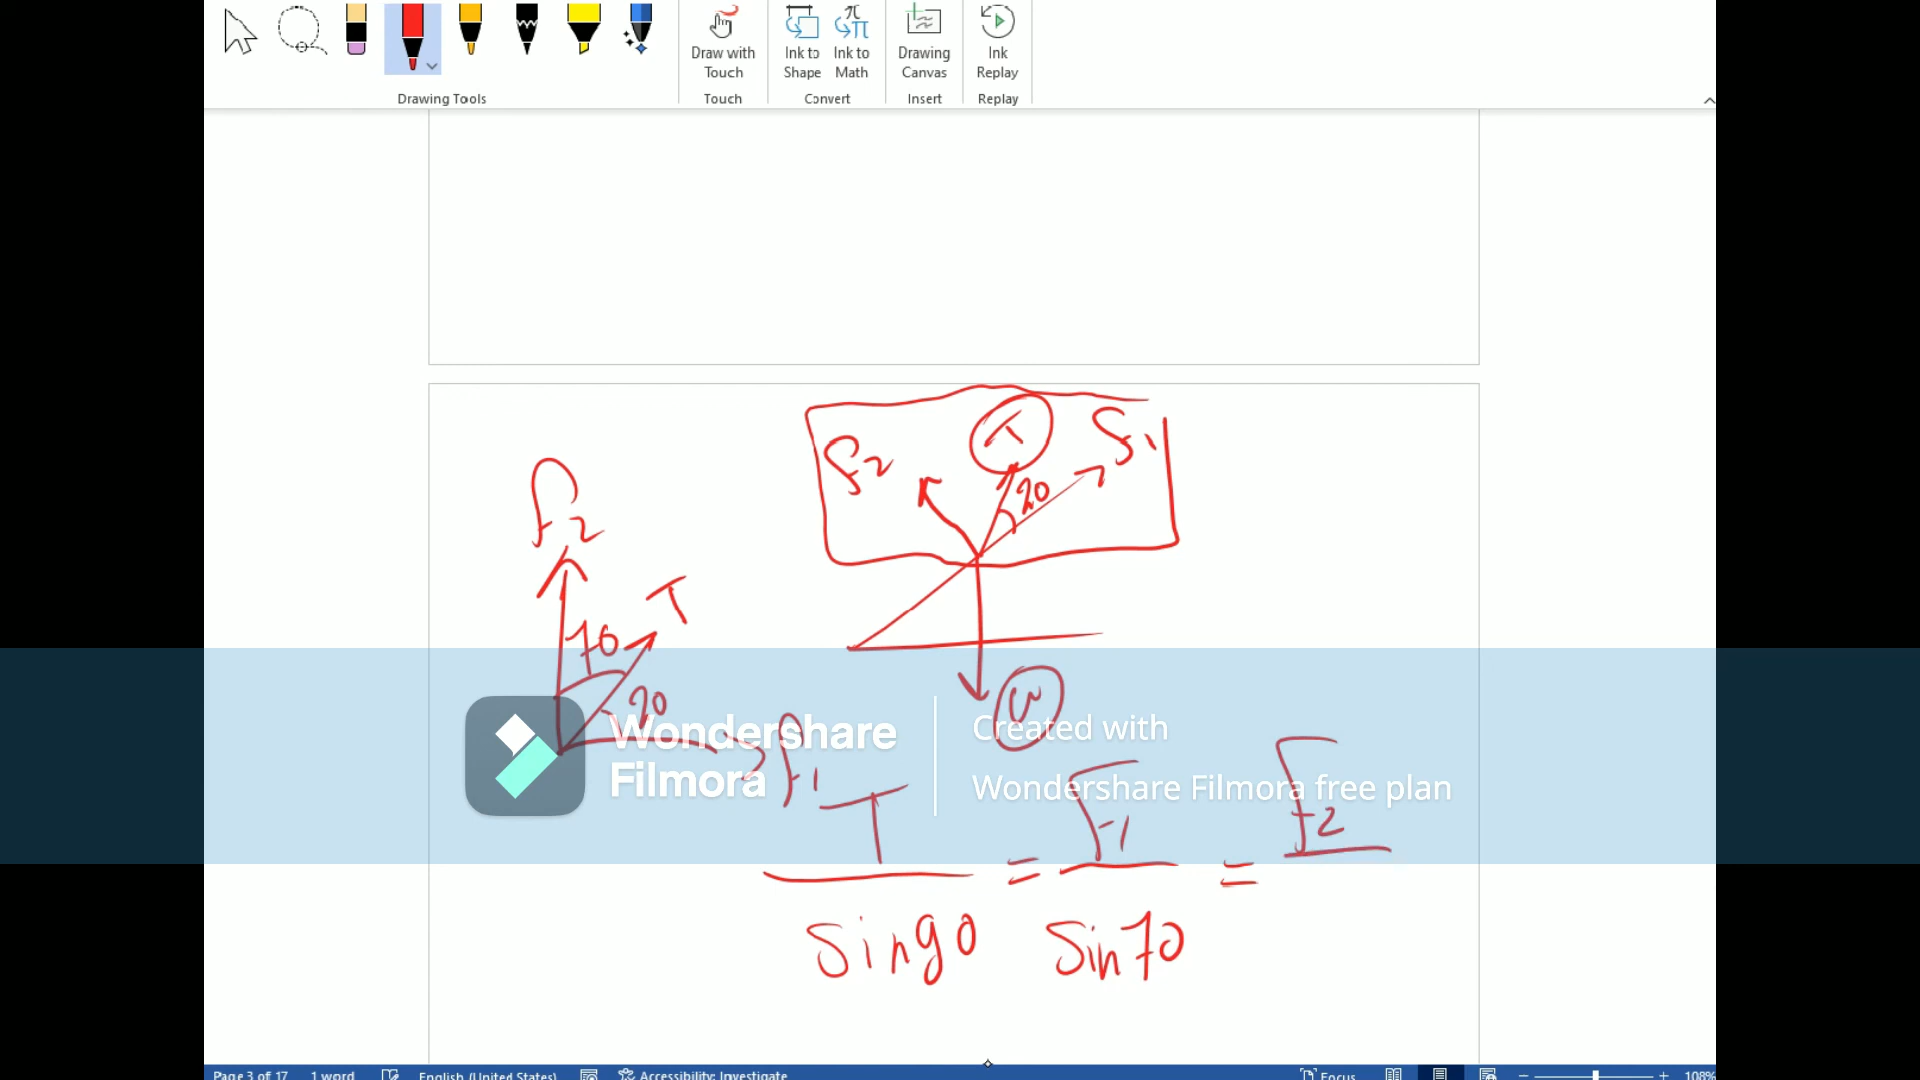 Draw with Touch
Ink to Shape
Ink to Math
Drawing Canvas
Ink Replay
Drawing Tools
Touch
Convert
Insert
Replay
F2
T
F1
20
F2
T
70
20
F1
W
Wondershare
Filmora
Created with
Wondershare Filmora free plan
T = F1 = F2
Sin90 Sin70
Page 3 of 17 1 word English (United States) Accessibility: Investigate Focus 108%